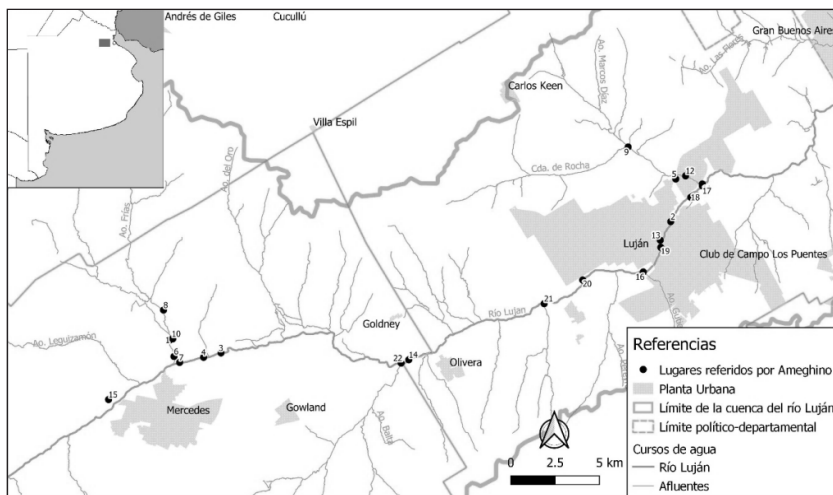 Andrés de Giles
Cucullú
Gran Buenos Aires
Ao. Las Flores
Ao. Marcos Díaz
Carlos Keen
Villa Espil
Ao. del Oro
9
Cda. de Rocha
5
12
17
18
Ao. Frías
2
13
Luján
19
Club de Campo Los Puentes
16
20
21
8
Río Luján
Goldney
10
1
Ao. Leguizamón
6
7
4
3
22
14
Olivera
15
Mercedes
Gowland
Ao. Balta
Referencias
Lugares referidos por Ameghino
Planta Urbana
Límite de la cuenca del río Luján
Límite político-departamental
Cursos de agua
Río Luján
Afluentes
0 2.5 5 km